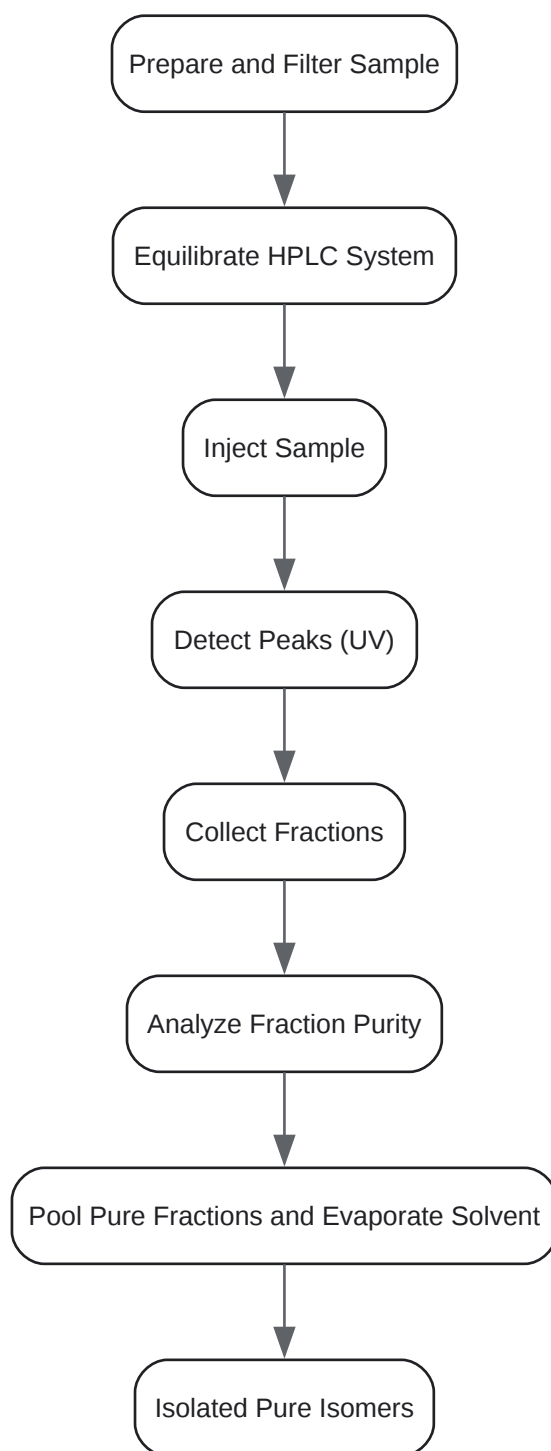 Prepare and Filter Sample
Equilibrate HPLC System
Inject Sample
Detect Peaks (UV)
Collect Fractions
Analyze Fraction Purity
Pool Pure Fractions and Evaporate Solvent
Isolated Pure Isomers